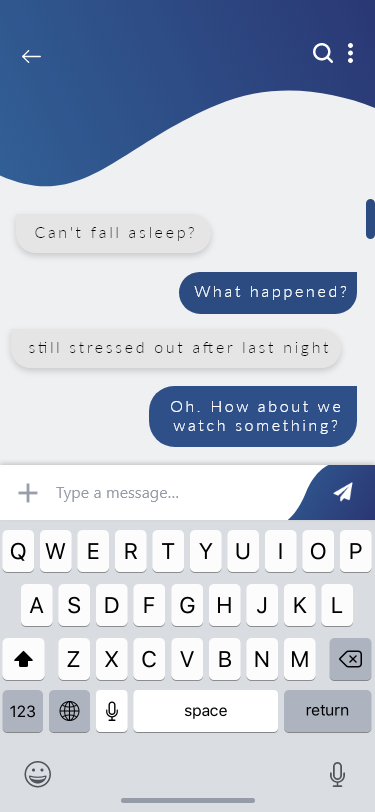 Can't fall asleep?
What happened?
still stressed out after last night
Oh. How about we
watch something?
Type a message...
Q W E R T Y U I O P
A S D F G H J K L
Z X C V B N M
123 space return